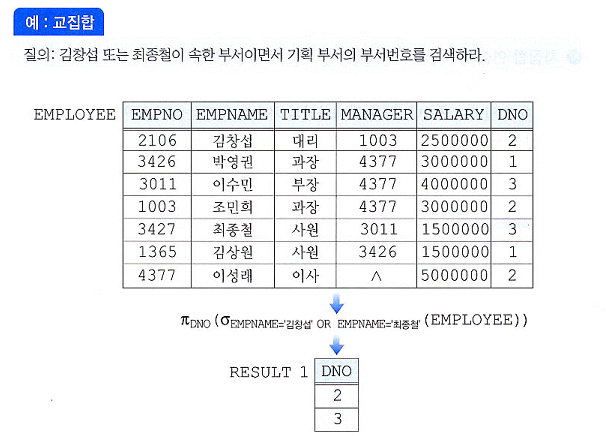 예 : 교집합
질의: 김창섭 또는 최종철이 속한 부서이면서 기획 부서의 부서번호를 검색하라.
EMPLOYEE EMPNO EMPNAME TITLE MANAGER SALARY DNO
2106 김창섭 대리 1003 2500000 2
3426 박영권 과장 4377 3000000 1
3011 이수민 부장 4377 4000000 3
1003 조민희 과장 4377 3000000 2
3427 최종철 사원 3011 1500000 3
1365 김상원 사원 3426 1500000 1
4377 이성래 이사 ∧ 5000000 2
πDNO(σEMPNAME='김창섭' OR EMPNAME='최종철'(EMPLOYEE))
RESULT 1 DNO
2
3